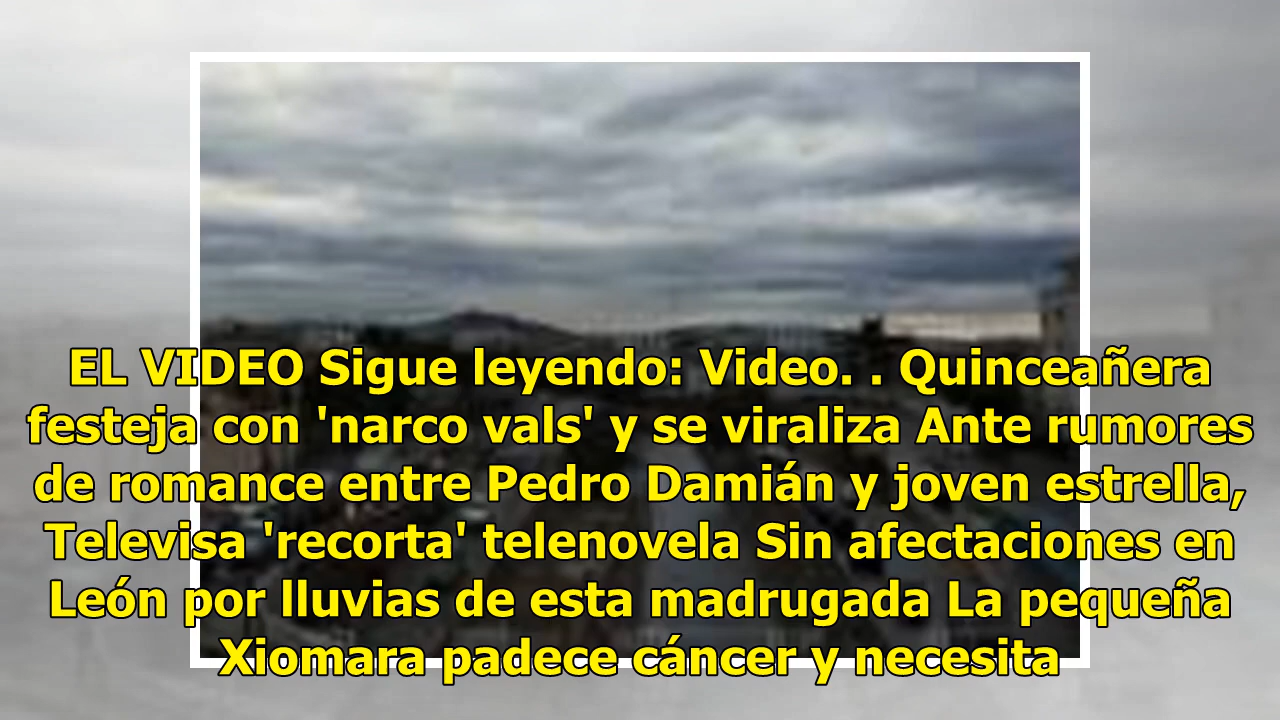 EL VIDEO Sigue leyendo: Video. . Quinceañera
festeja con 'narco vals' y se viraliza Ante rumores
de romance entre Pedro Damián y joven estrella,
Televisa 'recorta' telenovela Sin afectaciones en
León por lluvias de esta madrugada La pequeña
Xiomara padece cáncer y necesita